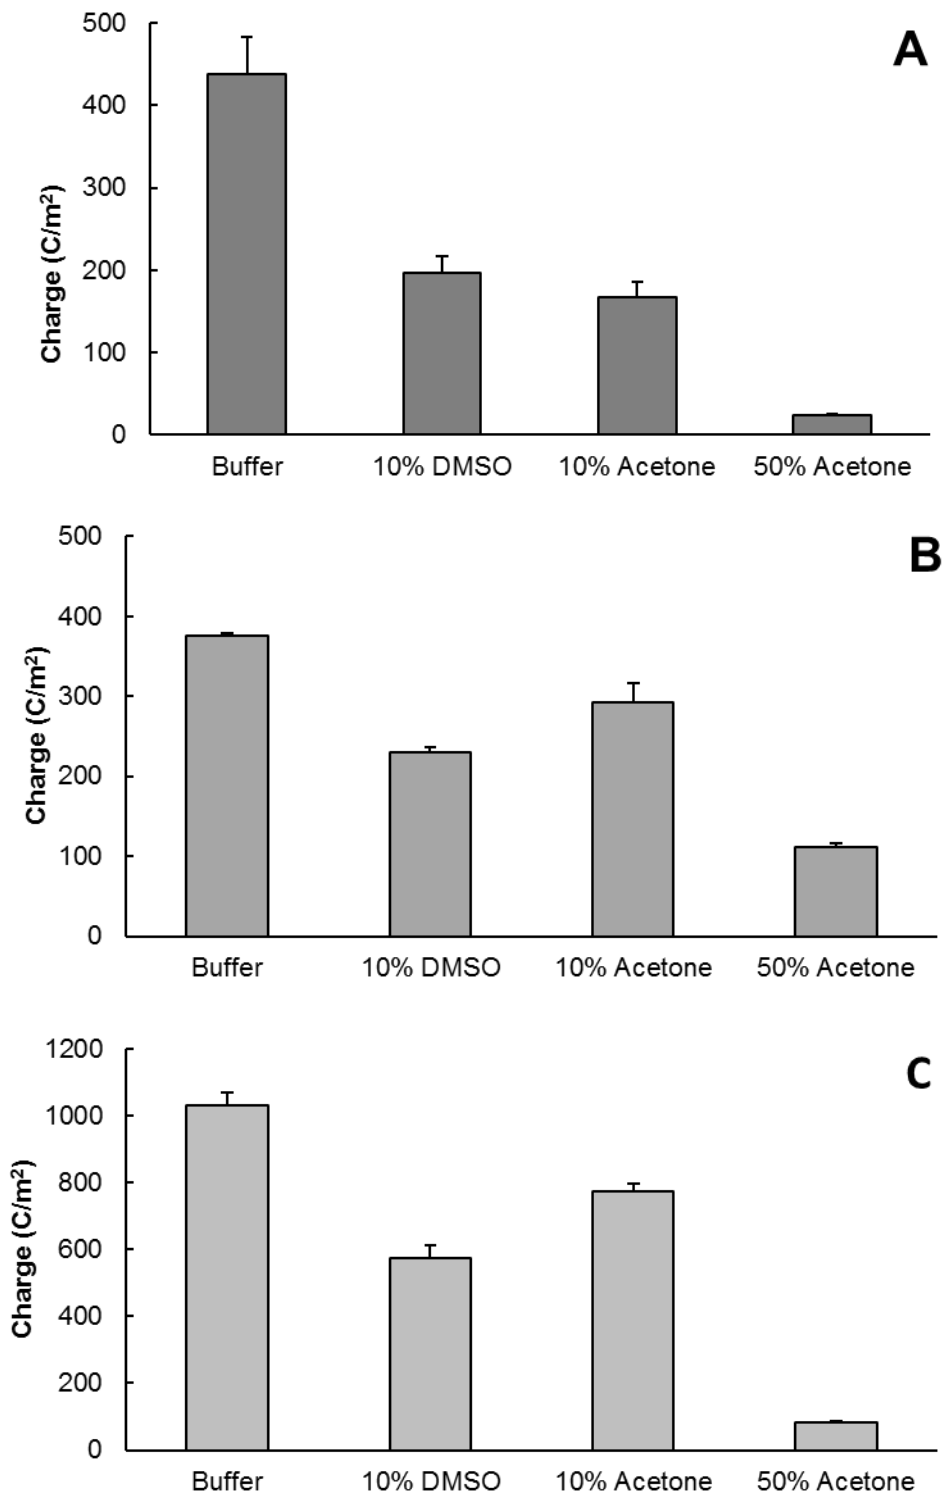 A
500
400
300
200
100
0
Charge (C/m²)
Buffer
10% DMSO
10% Acetone
50% Acetone
B
500
400
300
200
100
0
Charge (C/m²)
Buffer
10% DMSO
10% Acetone
50% Acetone
C
1200
1000
800
600
400
200
0
Charge (C/m²)
Buffer
10% DMSO
10% Acetone
50% Acetone